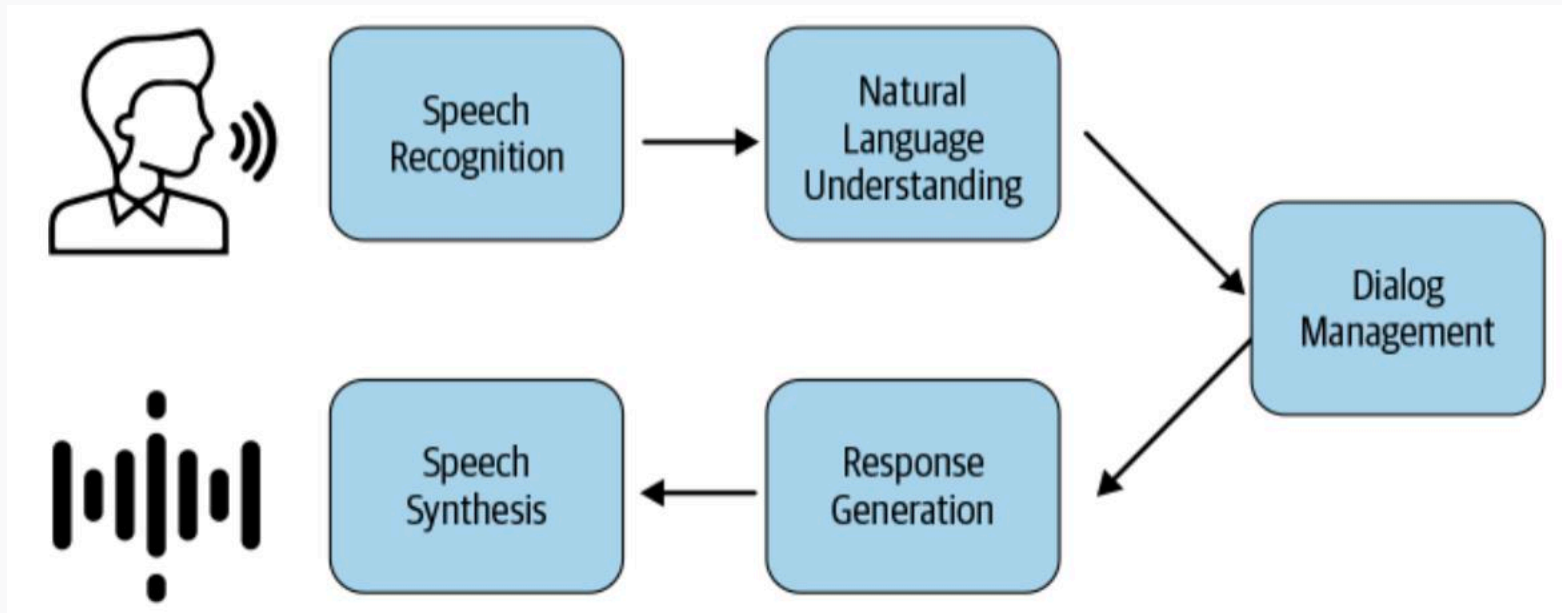 Speech
Recognition
Natural
Language
Understanding
Dialog
Management
Response
Generation
Speech
Synthesis